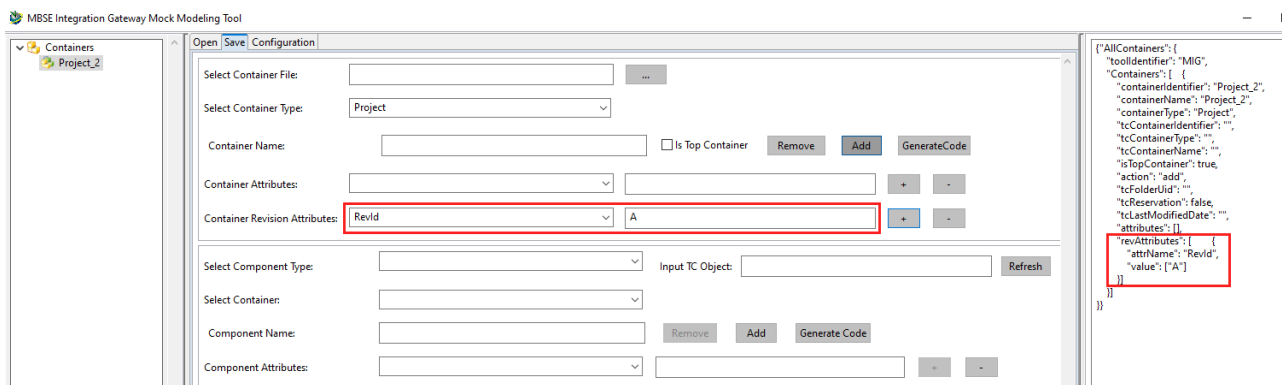 MBSE Integration Gateway Mock Modeling Tool
Containers
Project_2
Open Save Configuration
Select Container File: ...
Select Container Type: Project
Container Name: Is Top Container Remove Add GenerateCode
Container Attributes: + -
Container Revision Attributes: RevId A + -
Select Component Type: Input TC Object: Refresh
Select Container:
Component Name: Remove Add Generate Code
Component Attributes: + -
{"AllContainers": {
"toolIdentifier": "MIG",
"Containers": [ {
"containerIdentifier": "Project_2",
"containerName": "Project_2",
"containerType": "Project",
"tcContainerIdentifier": "",
"tcContainerType": "",
"tcContainerName": "",
"isTopContainer": true,
"action": "add",
"tcFolderUid": "",
"tcReservation": false,
"tcLastModifiedDate": "",
"attributes": [],
"revAttributes": [ {
"attrName": "RevId",
"value": ["A"]
}]
}]
}}